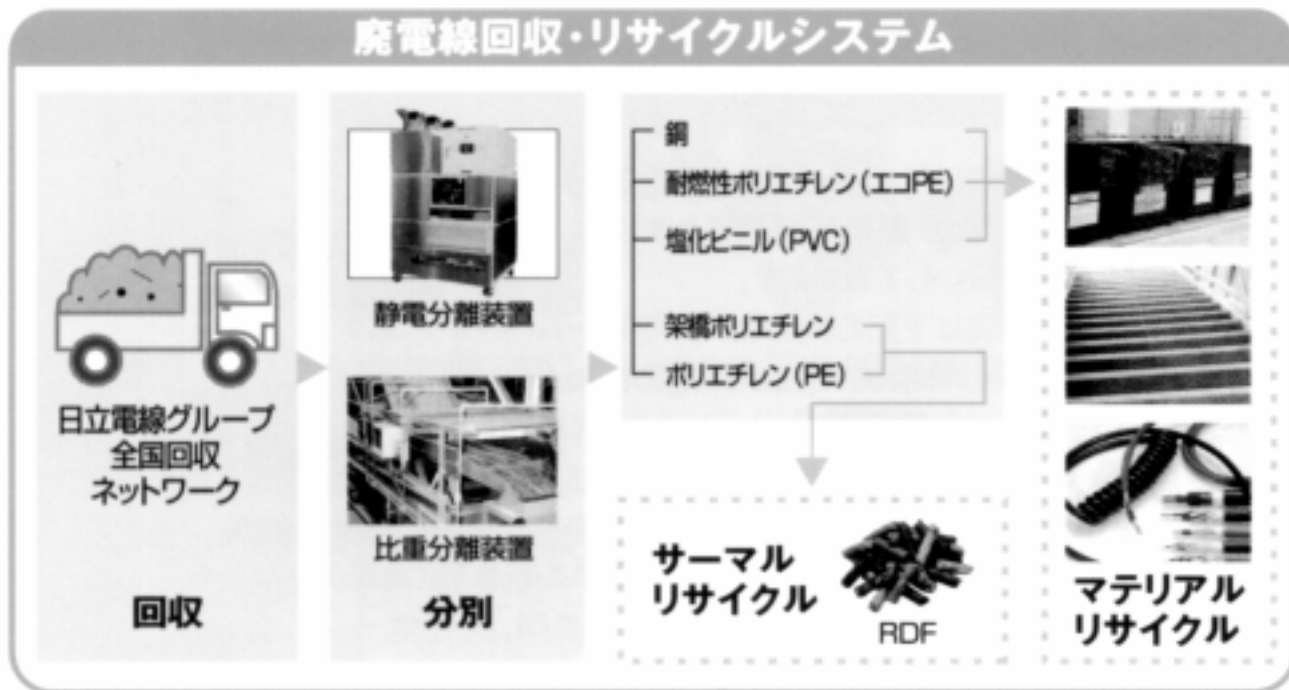 廃電線回収・リサイクルシステム
日立電線グループ
全国回収
ネットワーク
回収
静電分離装置
比重分離装置
分別
銅
耐燃性ポリエチレン(エコPE)
塩化ビニル(PVC)
架橋ポリエチレン
ポリエチレン(PE)
サーマル
リサイクル
RDF
マテリアル
リサイクル